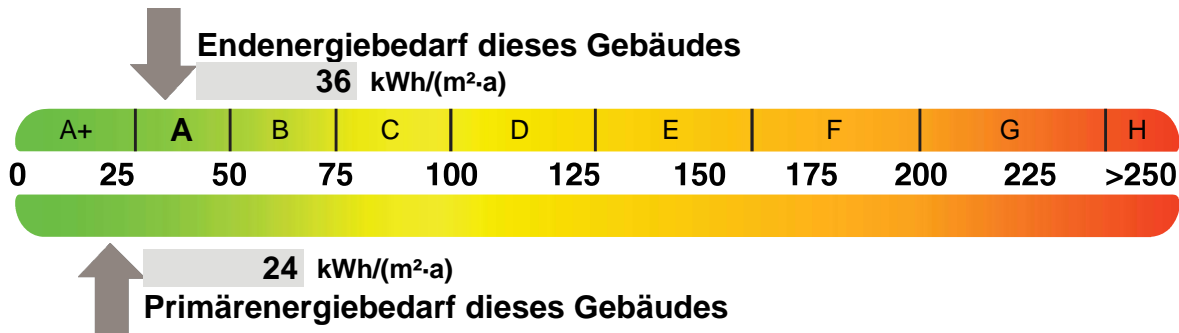 Endenergiebedarf dieses Gebäudes
36 kWh/(m²·a)
A+ A B C D E F G H
0 25 50 75 100 125 150 175 200 225 >250
24 kWh/(m²·a)
Primärenergiebedarf dieses Gebäudes